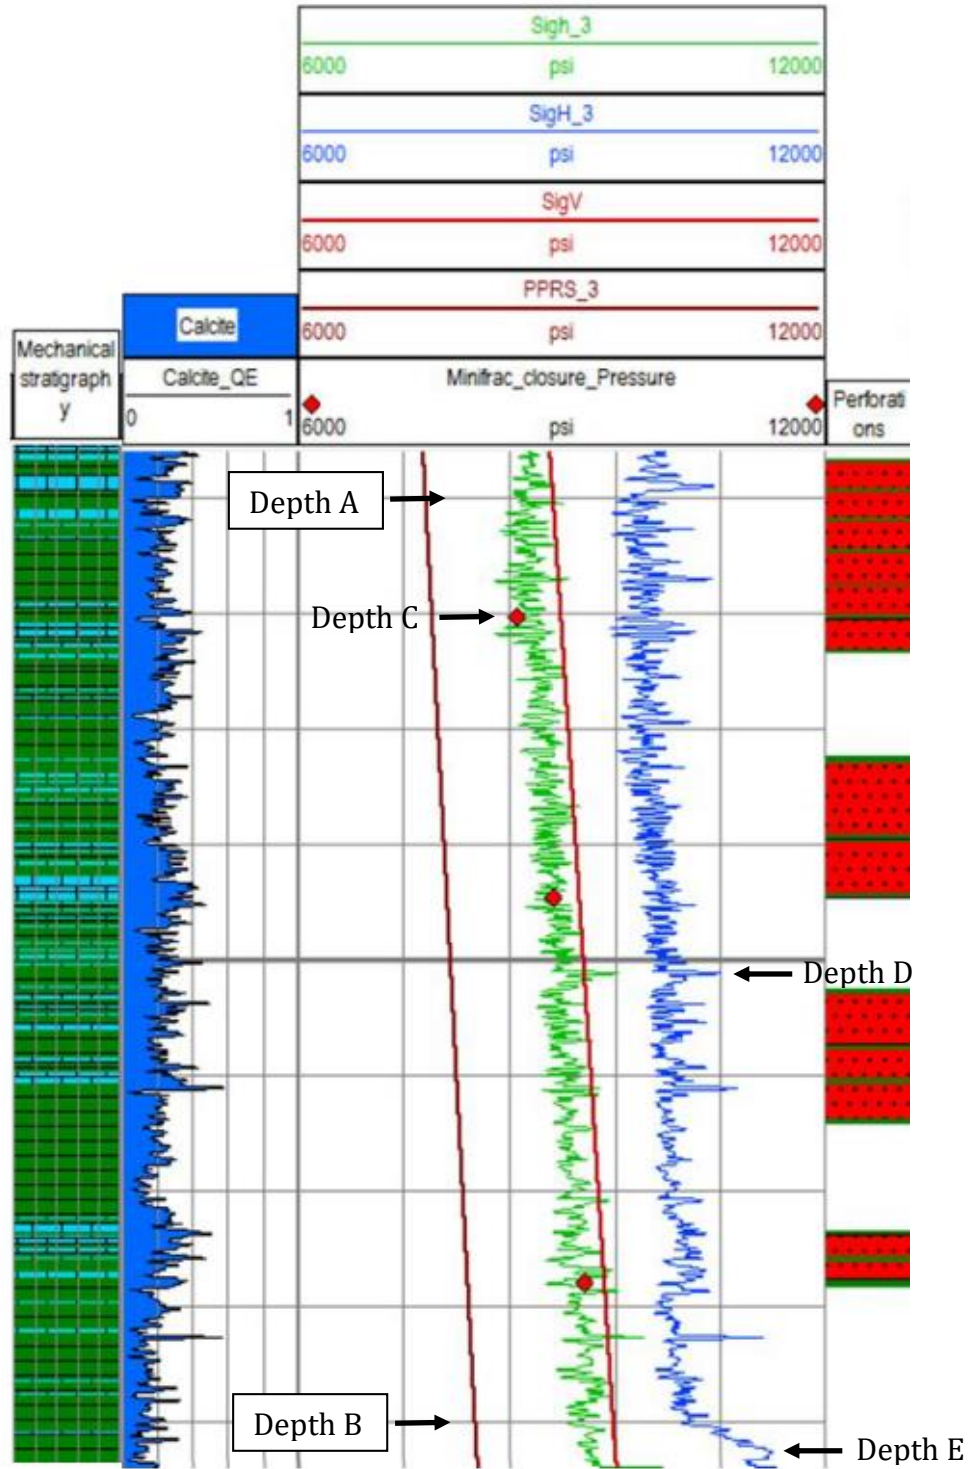 Sigh_3
6000 psi 12000
SigH_3
6000 psi 12000
SigV
6000 psi 12000
PPRS_3
6000 psi 12000
Calcite
Mechanical
stratigraph
y
Calcite_QE
0 1
Minifrac_closure_Pressure
6000 psi 12000
Perforati
ons
Depth A
Depth C
Depth D
Depth B
Depth E